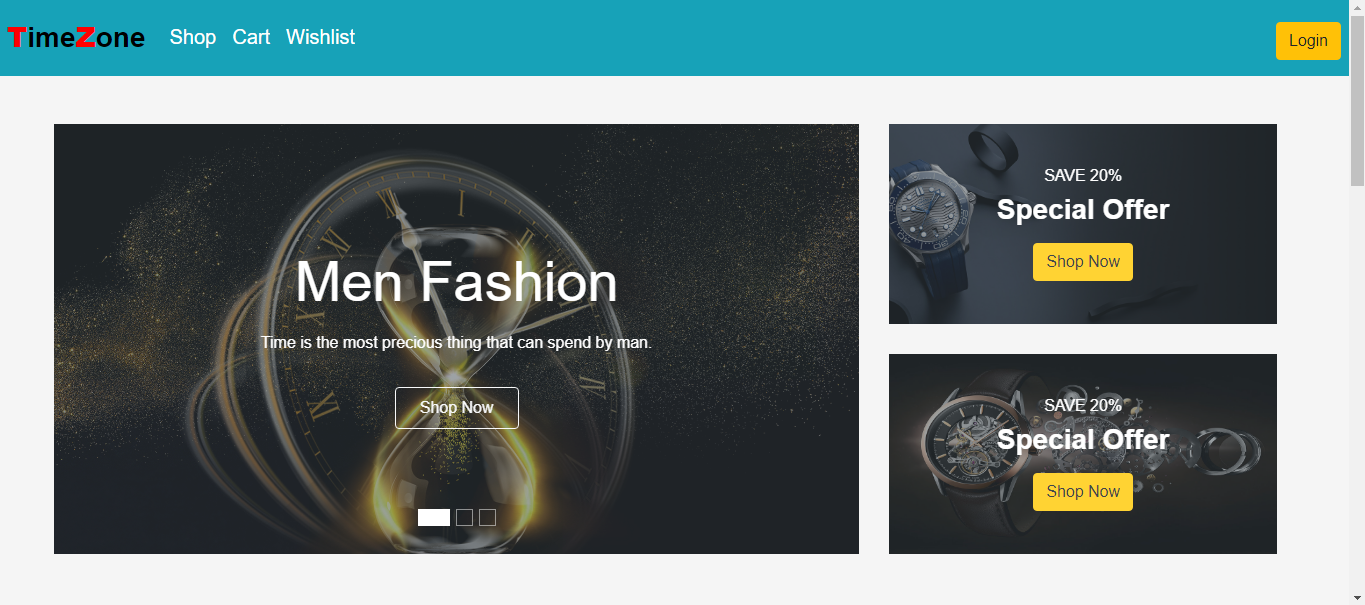 TimeZone Shop Cart Wishlist Login
Men Fashion
Time is the most precious thing that can spend by man.
Shop Now
SAVE 20%
Special Offer
Shop Now
SAVE 20%
Special Offer
Shop Now